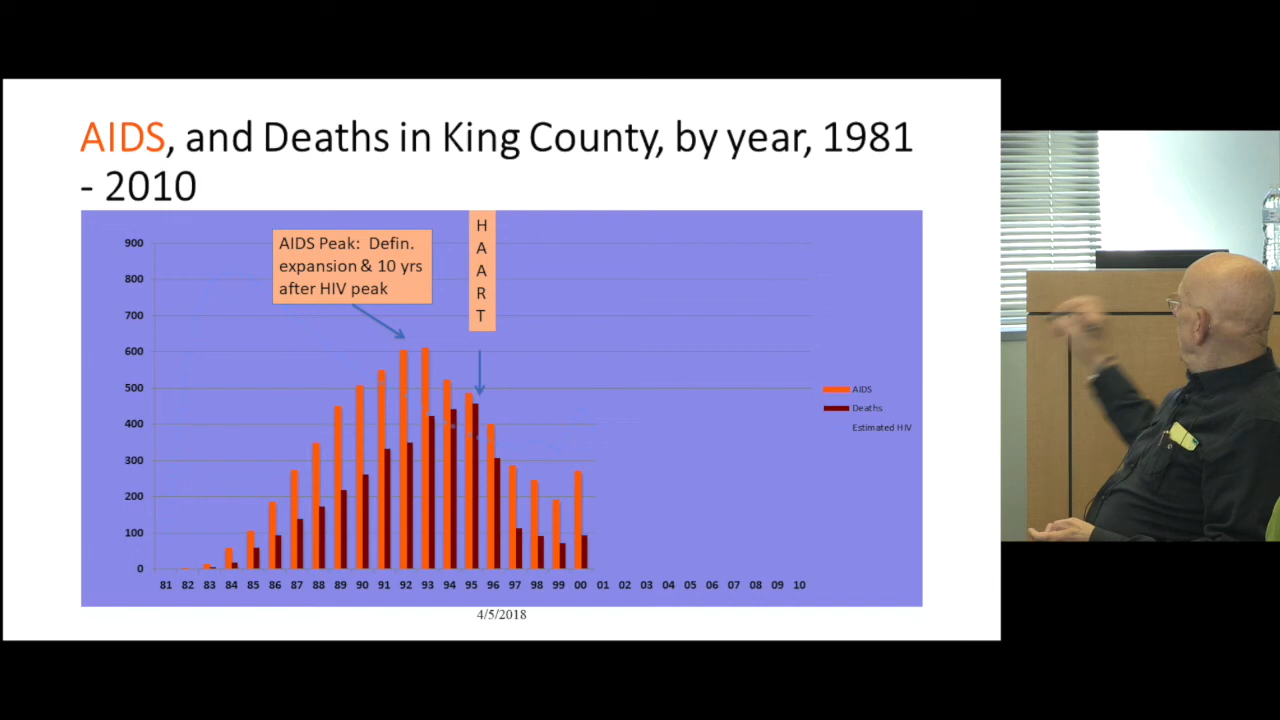 AIDS, and Deaths in King County, by year, 1981
- 2010
AIDS Peak: Defin.
expansion & 10 yrs
after HIV peak
H
A
A
R
T
900
800
700
600
500
400
300
200
100
0
81 82 83 84 85 86 87 88 89 90 91 92 93 94 95 96 97 98 99 00 01 02 03 04 05 06 07 08 09 10
AIDS
Deaths
Estimated HIV
4/5/2018